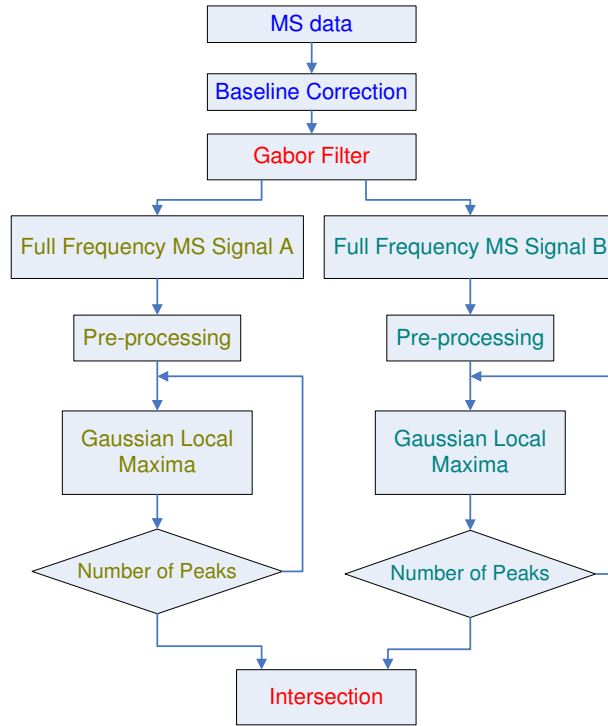 MS data
Baseline Correction
Gabor Filter
Full Frequency MS Signal A
Full Frequency MS Signal B
Pre-processing
Pre-processing
Gaussian Local
Maxima
Gaussian Local
Maxima
Number of Peaks
Number of Peaks
Intersection